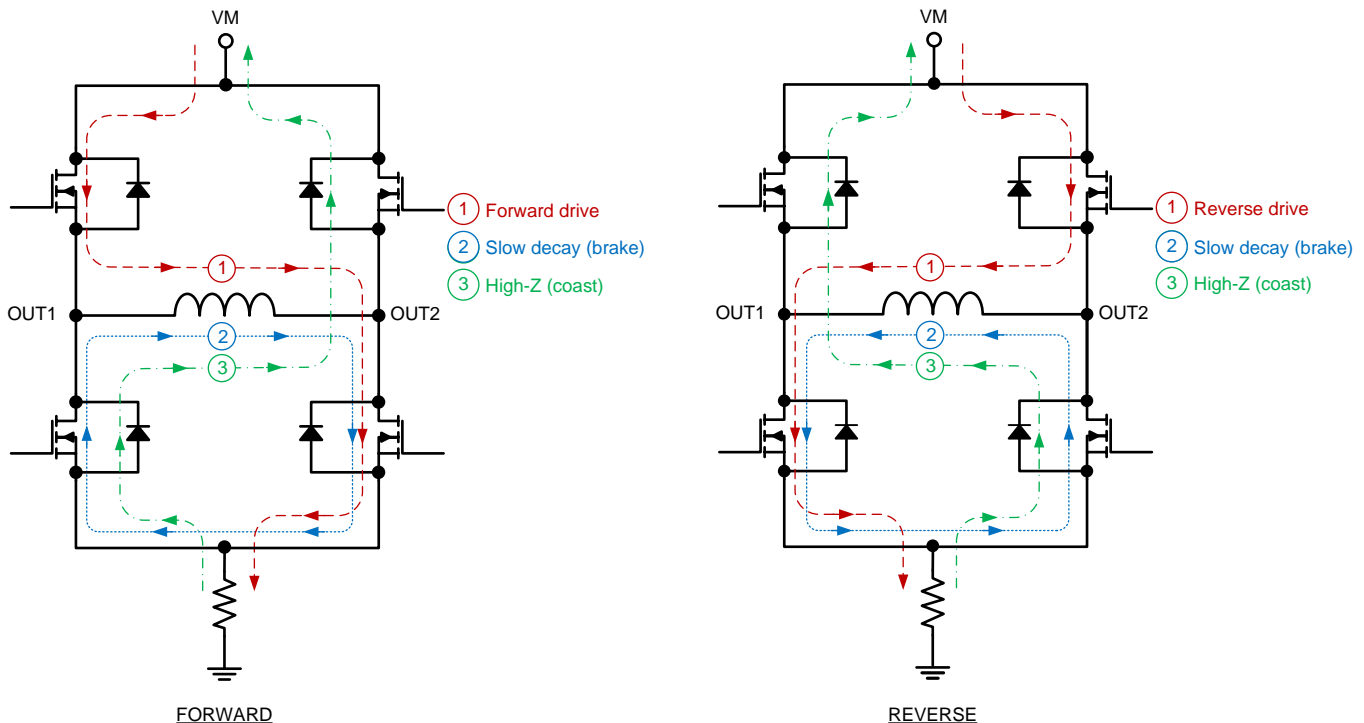 VM
1 Forward drive
2 Slow decay (brake)
3 High-Z (coast)
1
OUT1
OUT2
2
3
FORWARD
VM
1 Reverse drive
2 Slow decay (brake)
3 High-Z (coast)
1
OUT1
OUT2
2
3
REVERSE